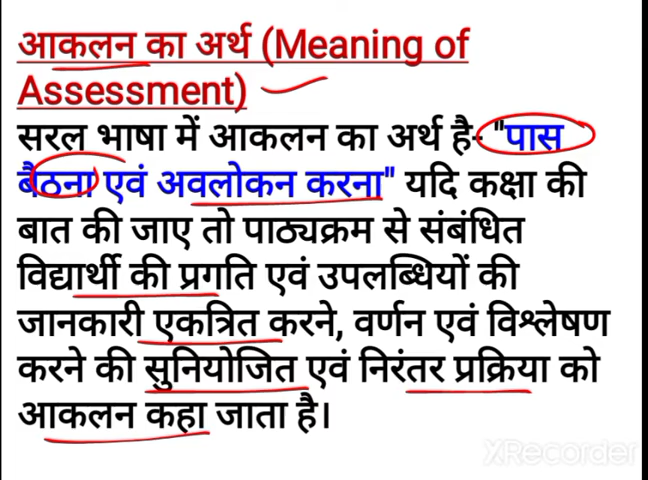 आकलन का अर्थ (Meaning of
Assessment)
सरल भाषा में आकलन का अर्थ है- "पास
बैठना एवं अवलोकन करना" यदि कक्षा की
बात की जाए तो पाठ्यक्रम से संबंधित
विद्यार्थी की प्रगति एवं उपलब्धियों की
जानकारी एकत्रित करने, वर्णन एवं विश्लेषण
करने की सुनियोजित एवं निरंतर प्रक्रिया को
आकलन कहा जाता है।
XRecorder